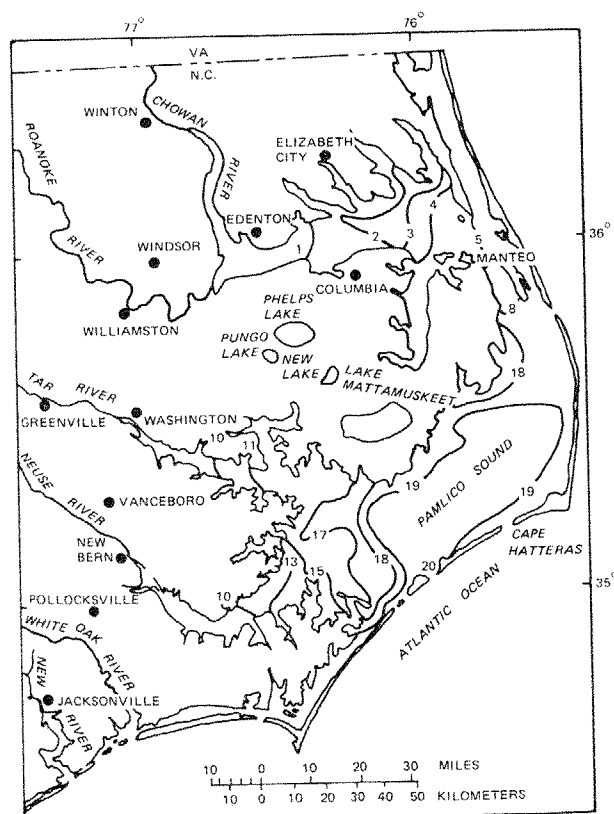 77°
76°
VA
N.C.
WINTON
CHOWAN
RIVER
ROANOKE
RIVER
ELIZABETH
CITY
EDENTON
4
3
2
5
1
36°
WINDSOR
MANTEO
COLUMBIA
WILLIAMSTON
PHELPS
LAKE
8
PUNGO
LAKE
NEW
LAKE
LAKE
MATTAMUSKEET
18
TAR RIVER
GREENVILLE
WASHINGTON
10
11
NEUSE
RIVER
VANCEBORO
19
PAMLICO SOUND
19
CAPE
HATTERAS
17
NEW
BERN
13
15
18
20
35°
10
ATLANTIC OCEAN
POLLOCKSVILLE
WHITE OAK
RIVER
NEW
RIVER
JACKSONVILLE
10 0 10 20 30 MILES
10 0 10 20 30 40 50 KILOMETERS